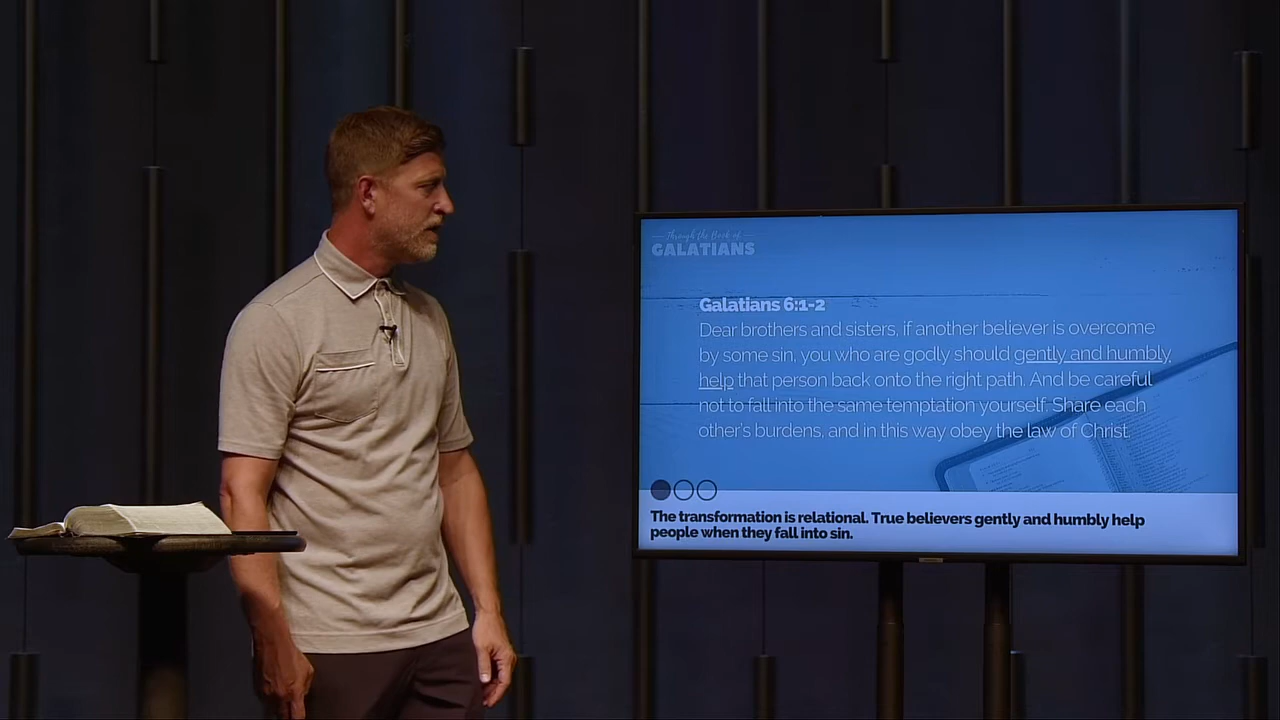 Through the Book of
GALATIANS
Galatians 6:1-2
Dear brothers and sisters, if another believer is overcome
by some sin, you who are godly should gently and humbly
help that person back onto the right path. And be careful
not to fall into the same temptation yourself. Share each
other's burdens, and in this way obey the law of Christ.
The transformation is relational. True believers gently and humbly help
people when they fall into sin.